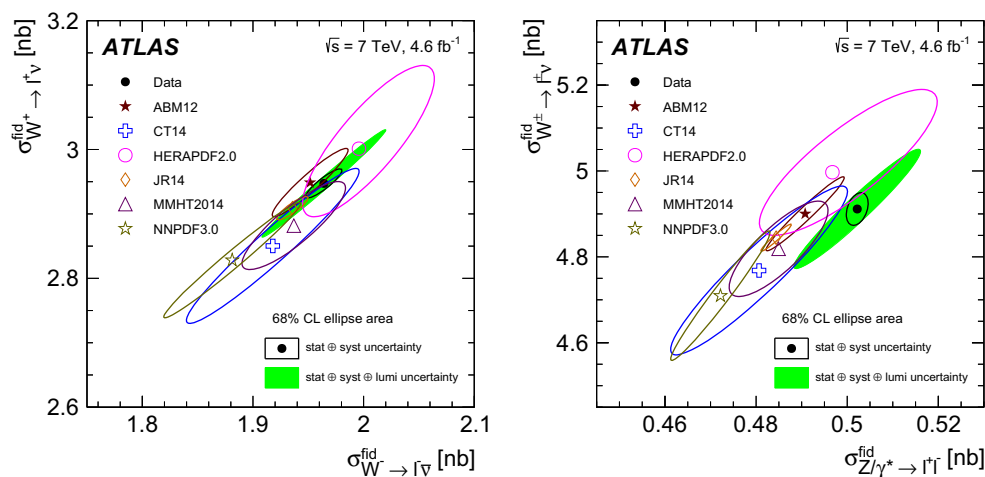 ATLAS
√s = 7 TeV, 4.6 fb⁻¹
Data
ABM12
CT14
HERAPDF2.0
JR14
MMHT2014
NNPDF3.0
68% CL ellipse area
stat ⊕ syst uncertainty
stat ⊕ syst ⊕ lumi uncertainty
σ^fid_W⁺ → l⁺ν [nb]
3.2
3
2.8
2.6
1.8
1.9
2
2.1
σ^fid_W⁻ → l⁻ν̅ [nb]
ATLAS
√s = 7 TeV, 4.6 fb⁻¹
Data
ABM12
CT14
HERAPDF2.0
JR14
MMHT2014
NNPDF3.0
68% CL ellipse area
stat ⊕ syst uncertainty
stat ⊕ syst ⊕ lumi uncertainty
σ^fid_W± → l±ν [nb]
5.2
5
4.8
4.6
0.46
0.48
0.5
0.52
σ^fid_Z/γ* → l⁺l⁻ [nb]